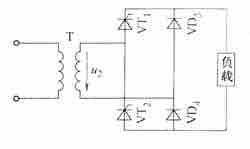 T
u₂
VT₁
VD₃
VT₂
VD₄
负载